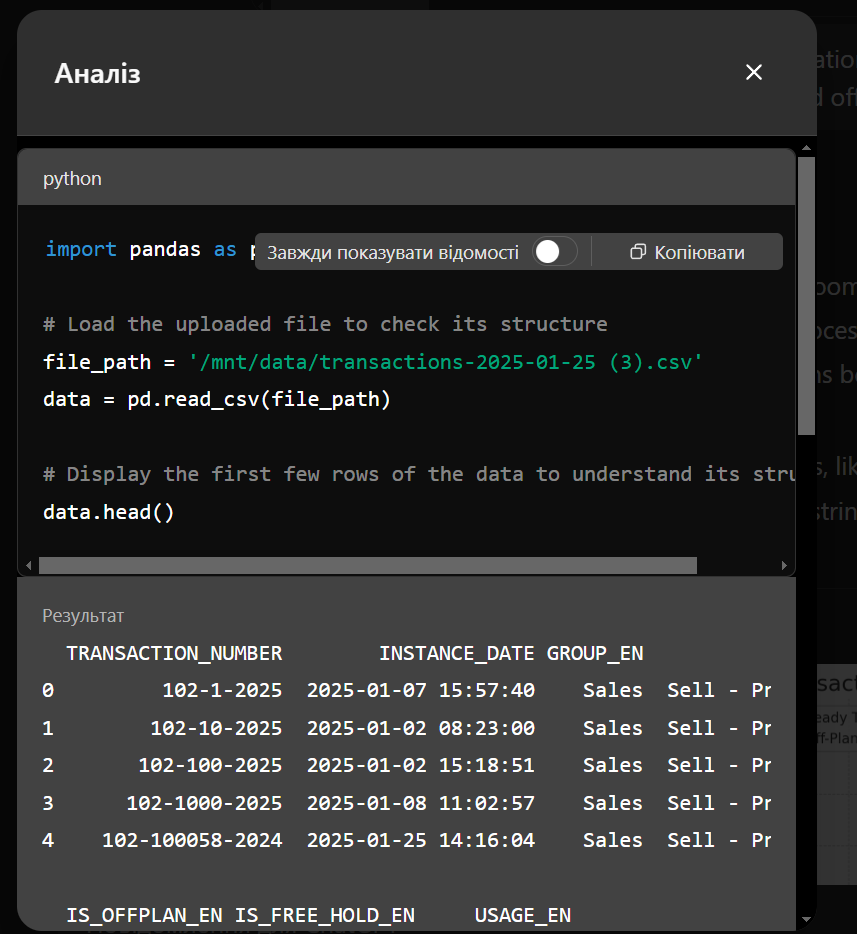 Аналіз
python
import pandas as
Завжди показувати відомості
Копіювати
# Load the uploaded file to check its structure
file_path = '/mnt/data/transactions-2025-01-25 (3).csv'
data = pd.read_csv(file_path)
# Display the first few rows of the data to understand its stru
data.head()
Результат
TRANSACTION_NUMBER INSTANCE_DATE GROUP_EN
0 102-1-2025 2025-01-07 15:57:40 Sales Sell - Pr
1 102-10-2025 2025-01-02 08:23:00 Sales Sell - Pr
2 102-100-2025 2025-01-02 15:18:51 Sales Sell - Pr
3 102-1000-2025 2025-01-08 11:02:57 Sales Sell - Pr
4 102-100058-2024 2025-01-25 14:16:04 Sales Sell - Pr
IS_OFFPLAN_EN IS_FREE_HOLD_EN USAGE_EN